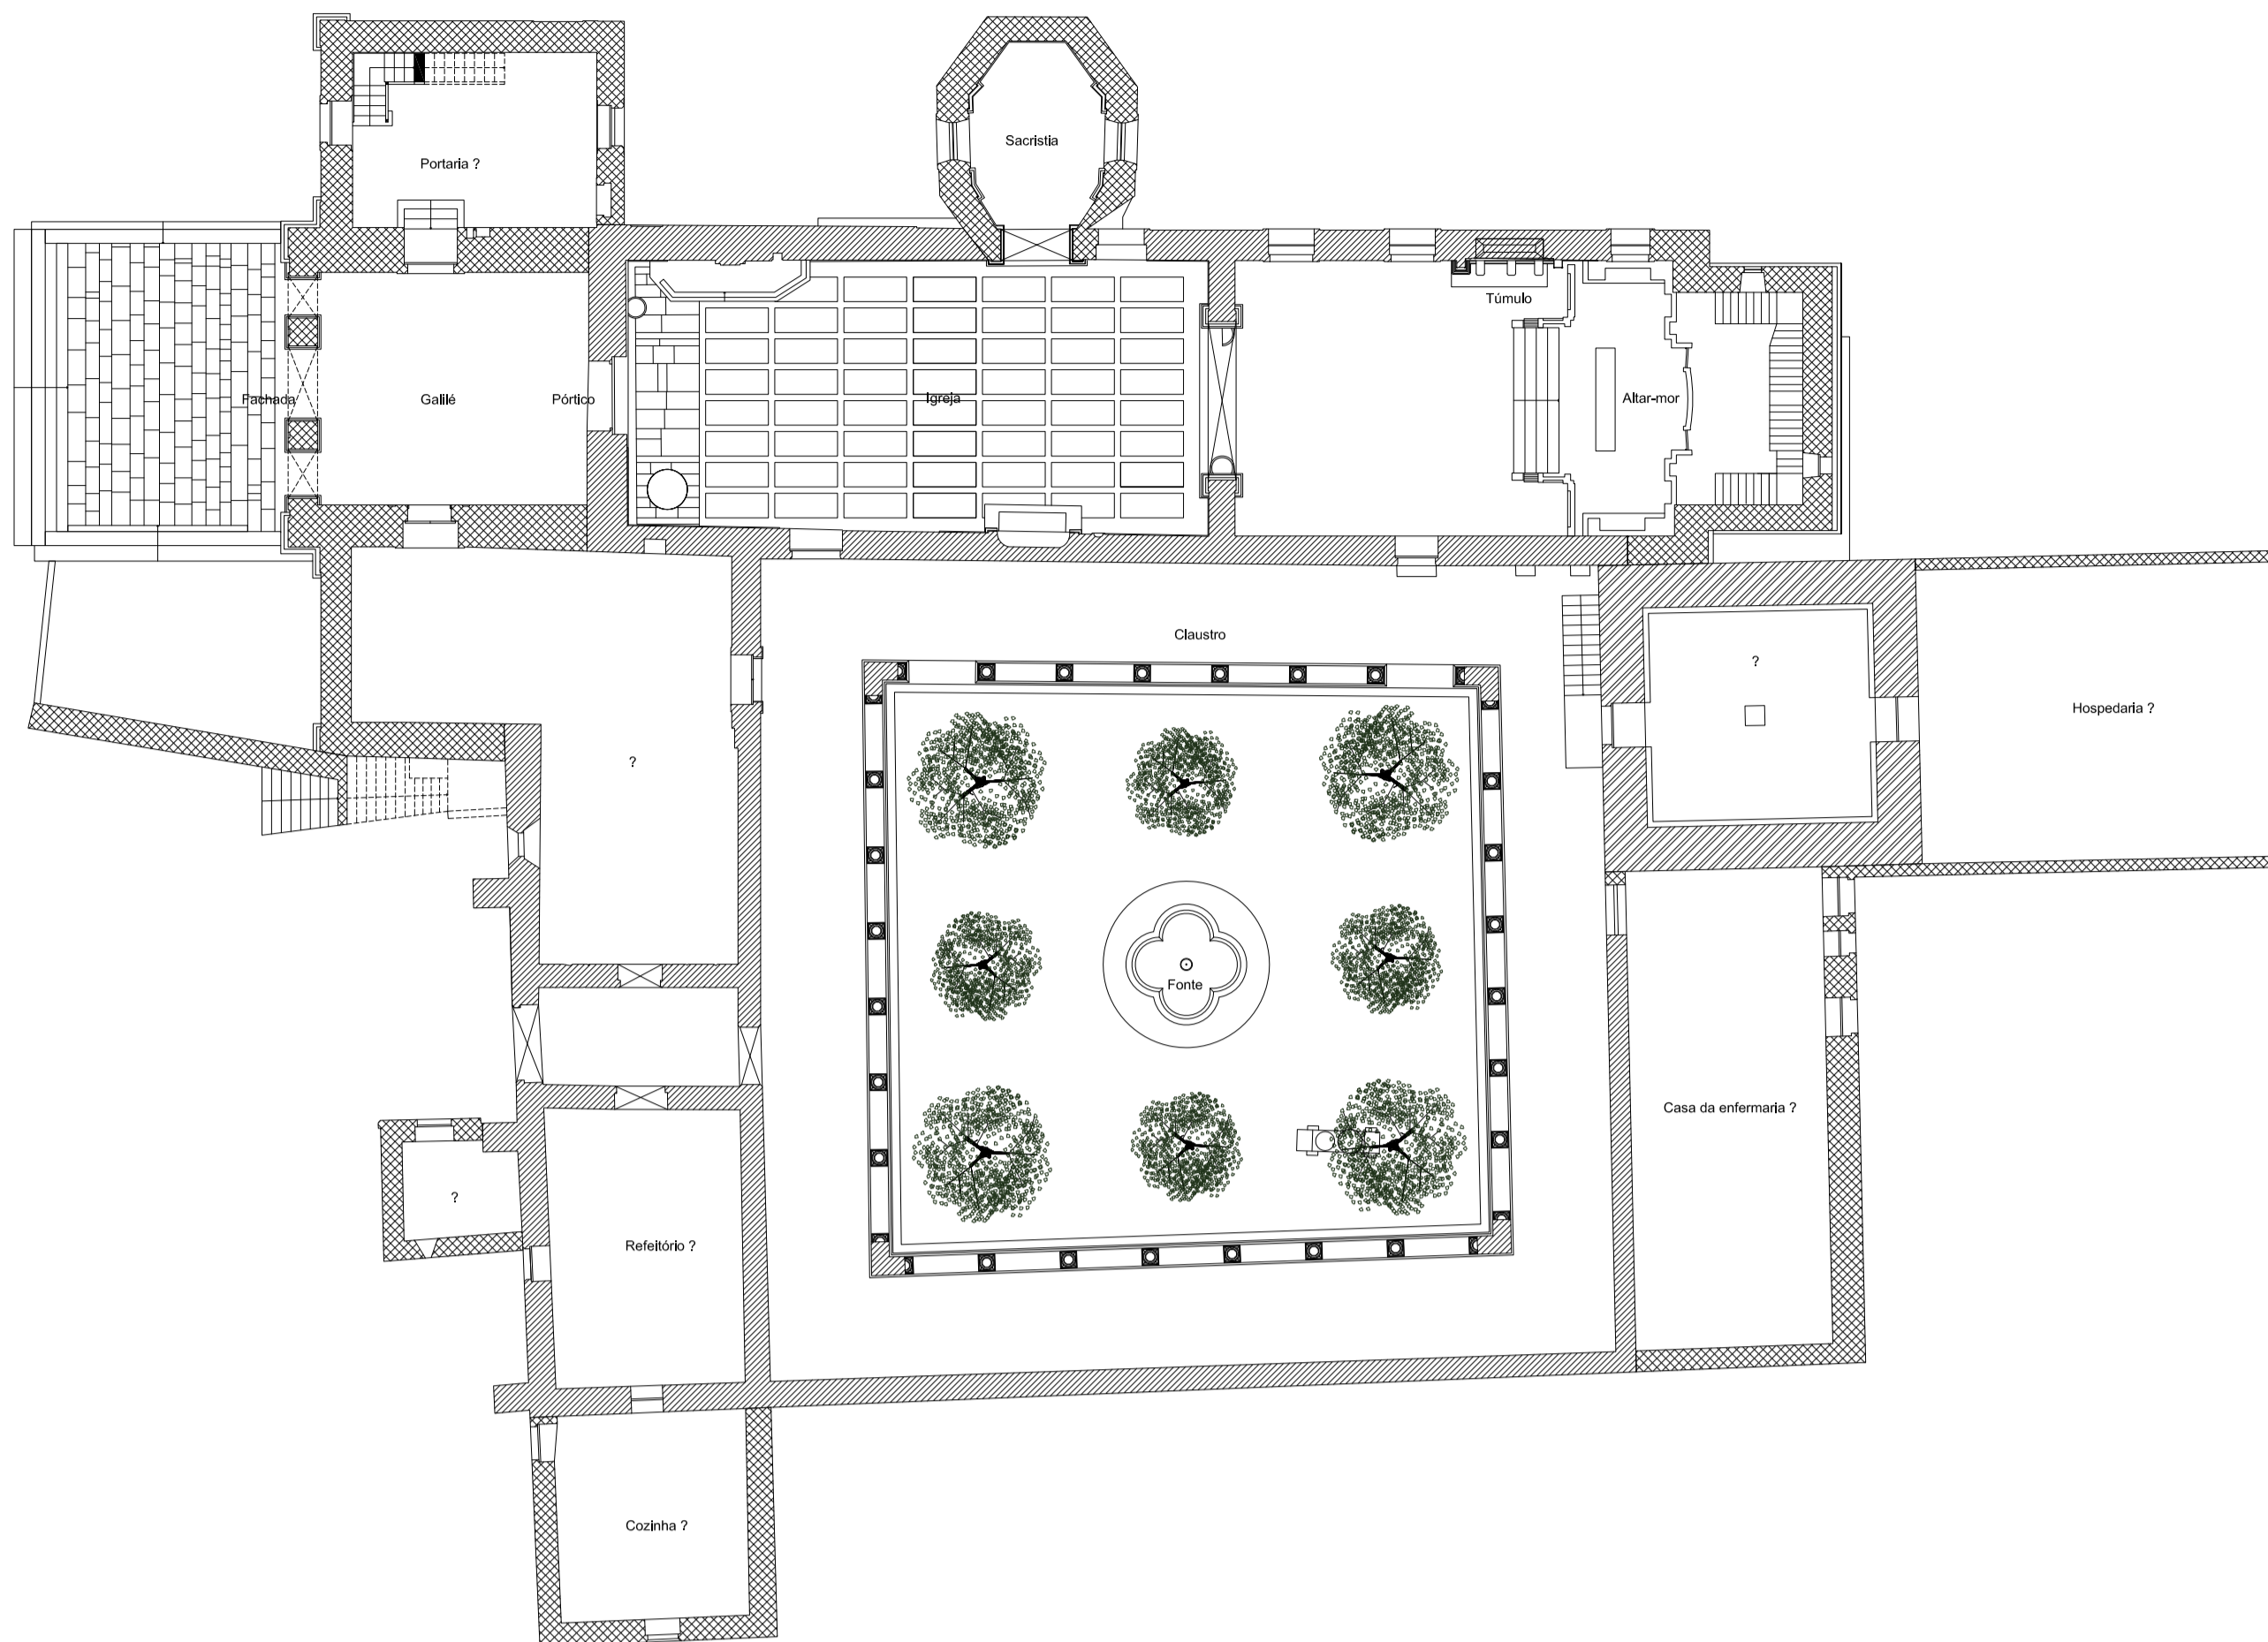 Sacristia
Portaria ?
Túmulo
Fachada
Galilé
Pórtico
Igreja
Altar-mor
Claustro
?
Hospedaria ?
?
Fonte
Casa da enfermaria ?
?
Refeitório ?
Cozinha ?